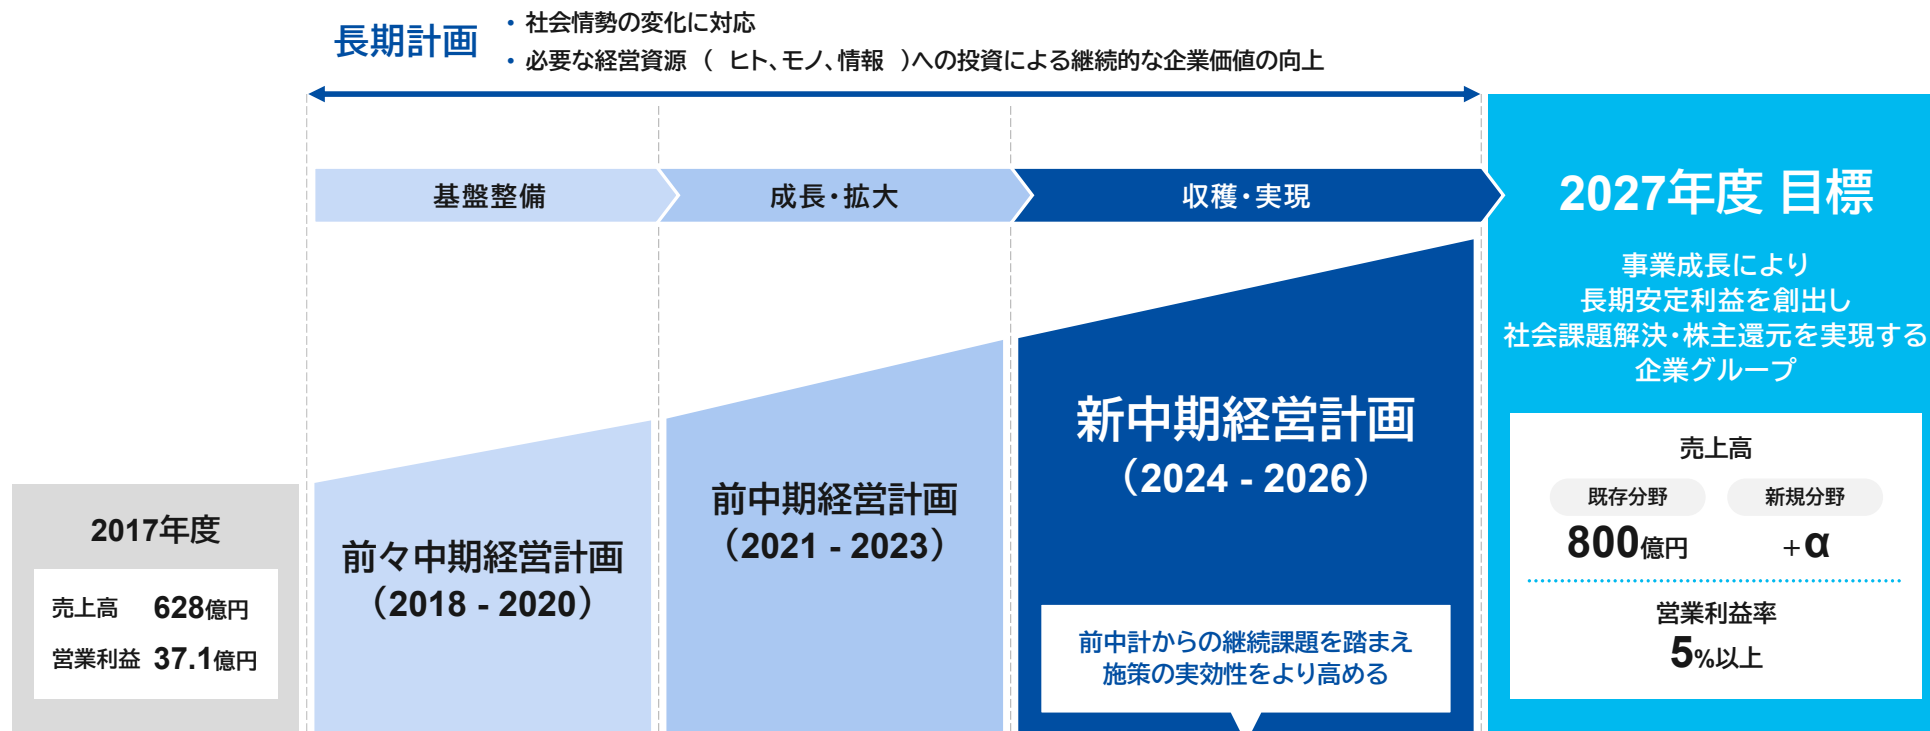 長期計画
・ 社会情勢の変化に対応
・ 必要な経営資源（ ヒト、モノ、情報 ）への投資による継続的な企業価値の向上
基盤整備
成長・拡大
収穫・実現
2017年度
売上高 628億円
営業利益 37.1億円
前々中期経営計画
（2018 - 2020）
前中期経営計画
（2021 - 2023）
新中期経営計画
（2024 - 2026）
前中計からの継続課題を踏まえ
施策の実効性をより高める
2027年度 目標
事業成長により
長期安定利益を創出し
社会課題解決・株主還元を実現する
企業グループ
売上高
既存分野 新規分野
800億円 +α
営業利益率
5%以上